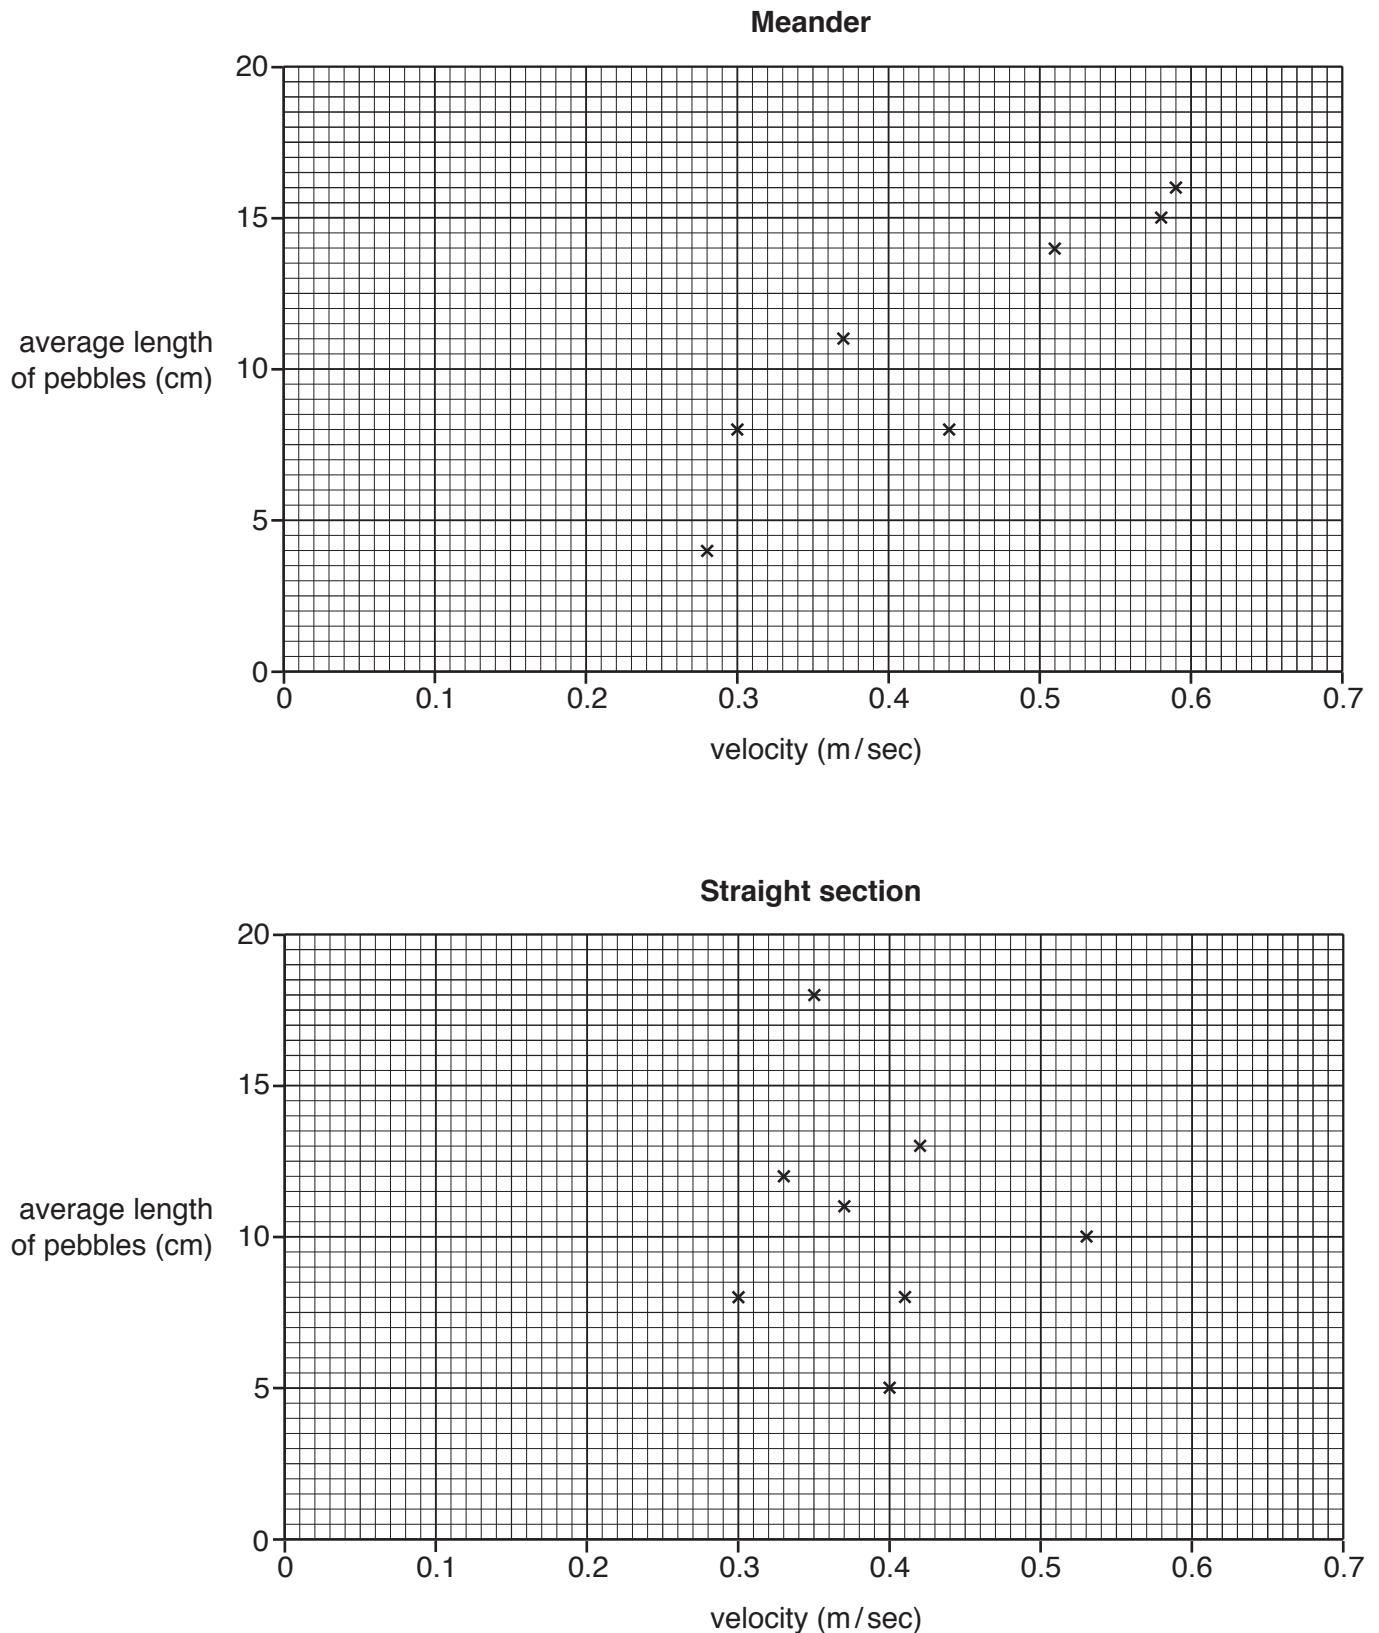 Meander
20
15
average length
of pebbles (cm)
10
5
0
0 0.1 0.2 0.3 0.4 0.5 0.6 0.7
velocity (m/sec)
Straight section
20
15
average length
of pebbles (cm)
10
5
0
0 0.1 0.2 0.3 0.4 0.5 0.6 0.7
velocity (m/sec)